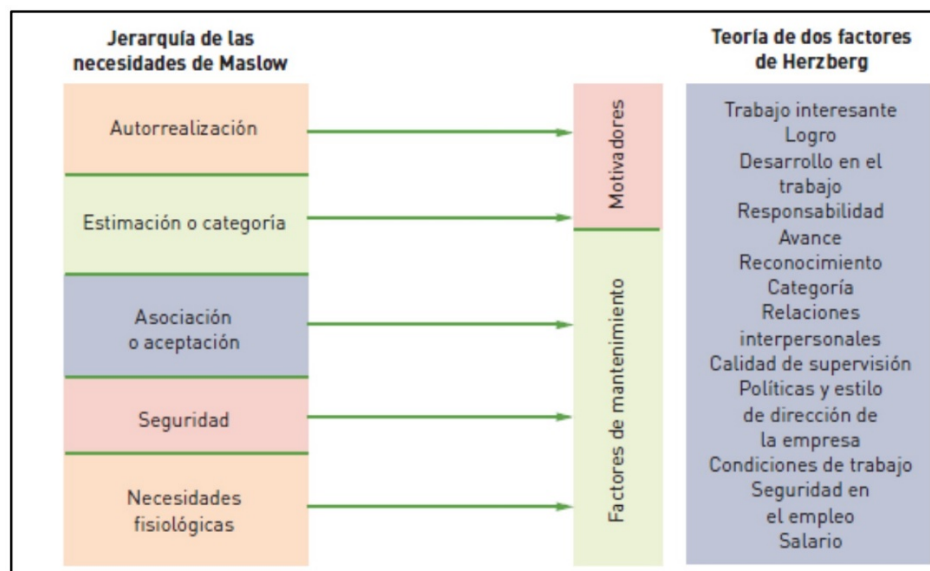 Jerarquía de las
necesidades de Maslow
Autorrealización
Estimación o categoría
Asociación
o aceptación
Seguridad
Necesidades
fisiológicas
Motivadores
Factores de mantenimiento
Teoría de dos factores
de Herzberg
Trabajo interesante
Logro
Desarrollo en el
trabajo
Responsabilidad
Avance
Reconocimiento
Categoría
Relaciones
interpersonales
Calidad de supervisión
Políticas y estilo
de dirección de
la empresa
Condiciones de trabajo
Seguridad en
el empleo
Salario